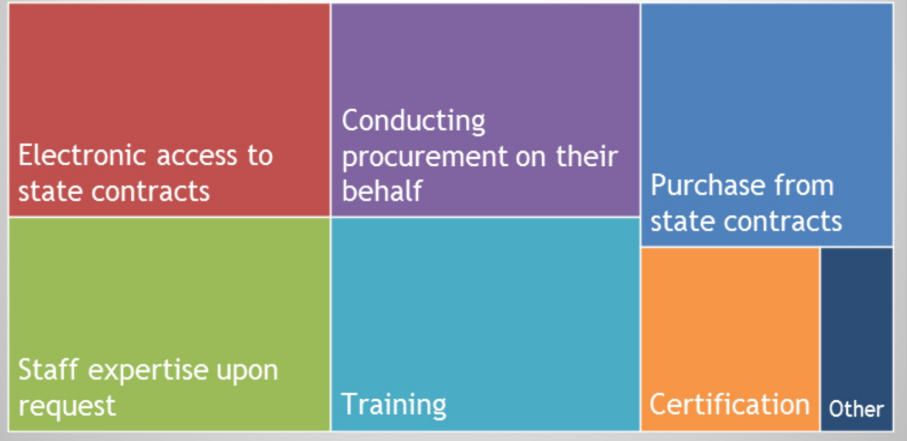 Electronic access to
state contracts
Conducting
procurement on their
behalf
Purchase from
state contracts
Staff expertise upon
request
Training
Certification
Other